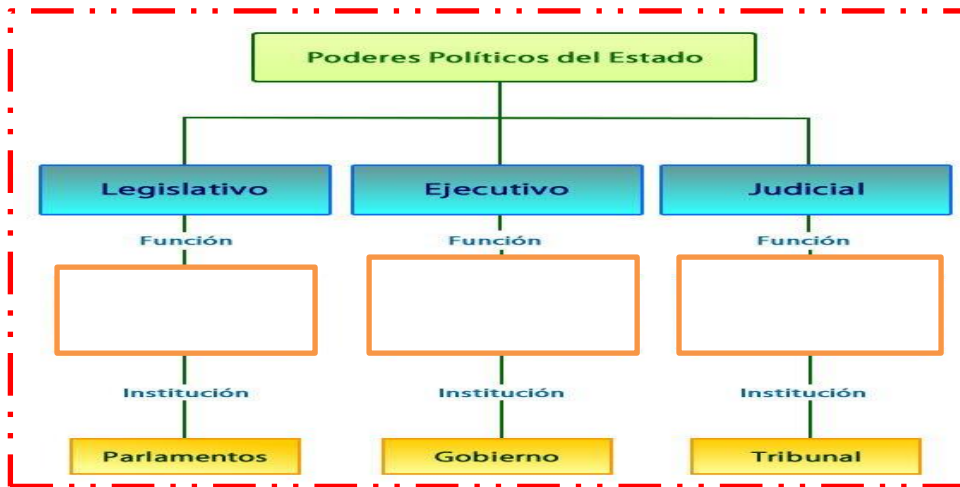 Poderes Políticos del Estado
Legislativo Ejecutivo Judicial
Función Función Función
Institución Institución Institución
Parlamentos Gobierno Tribunal